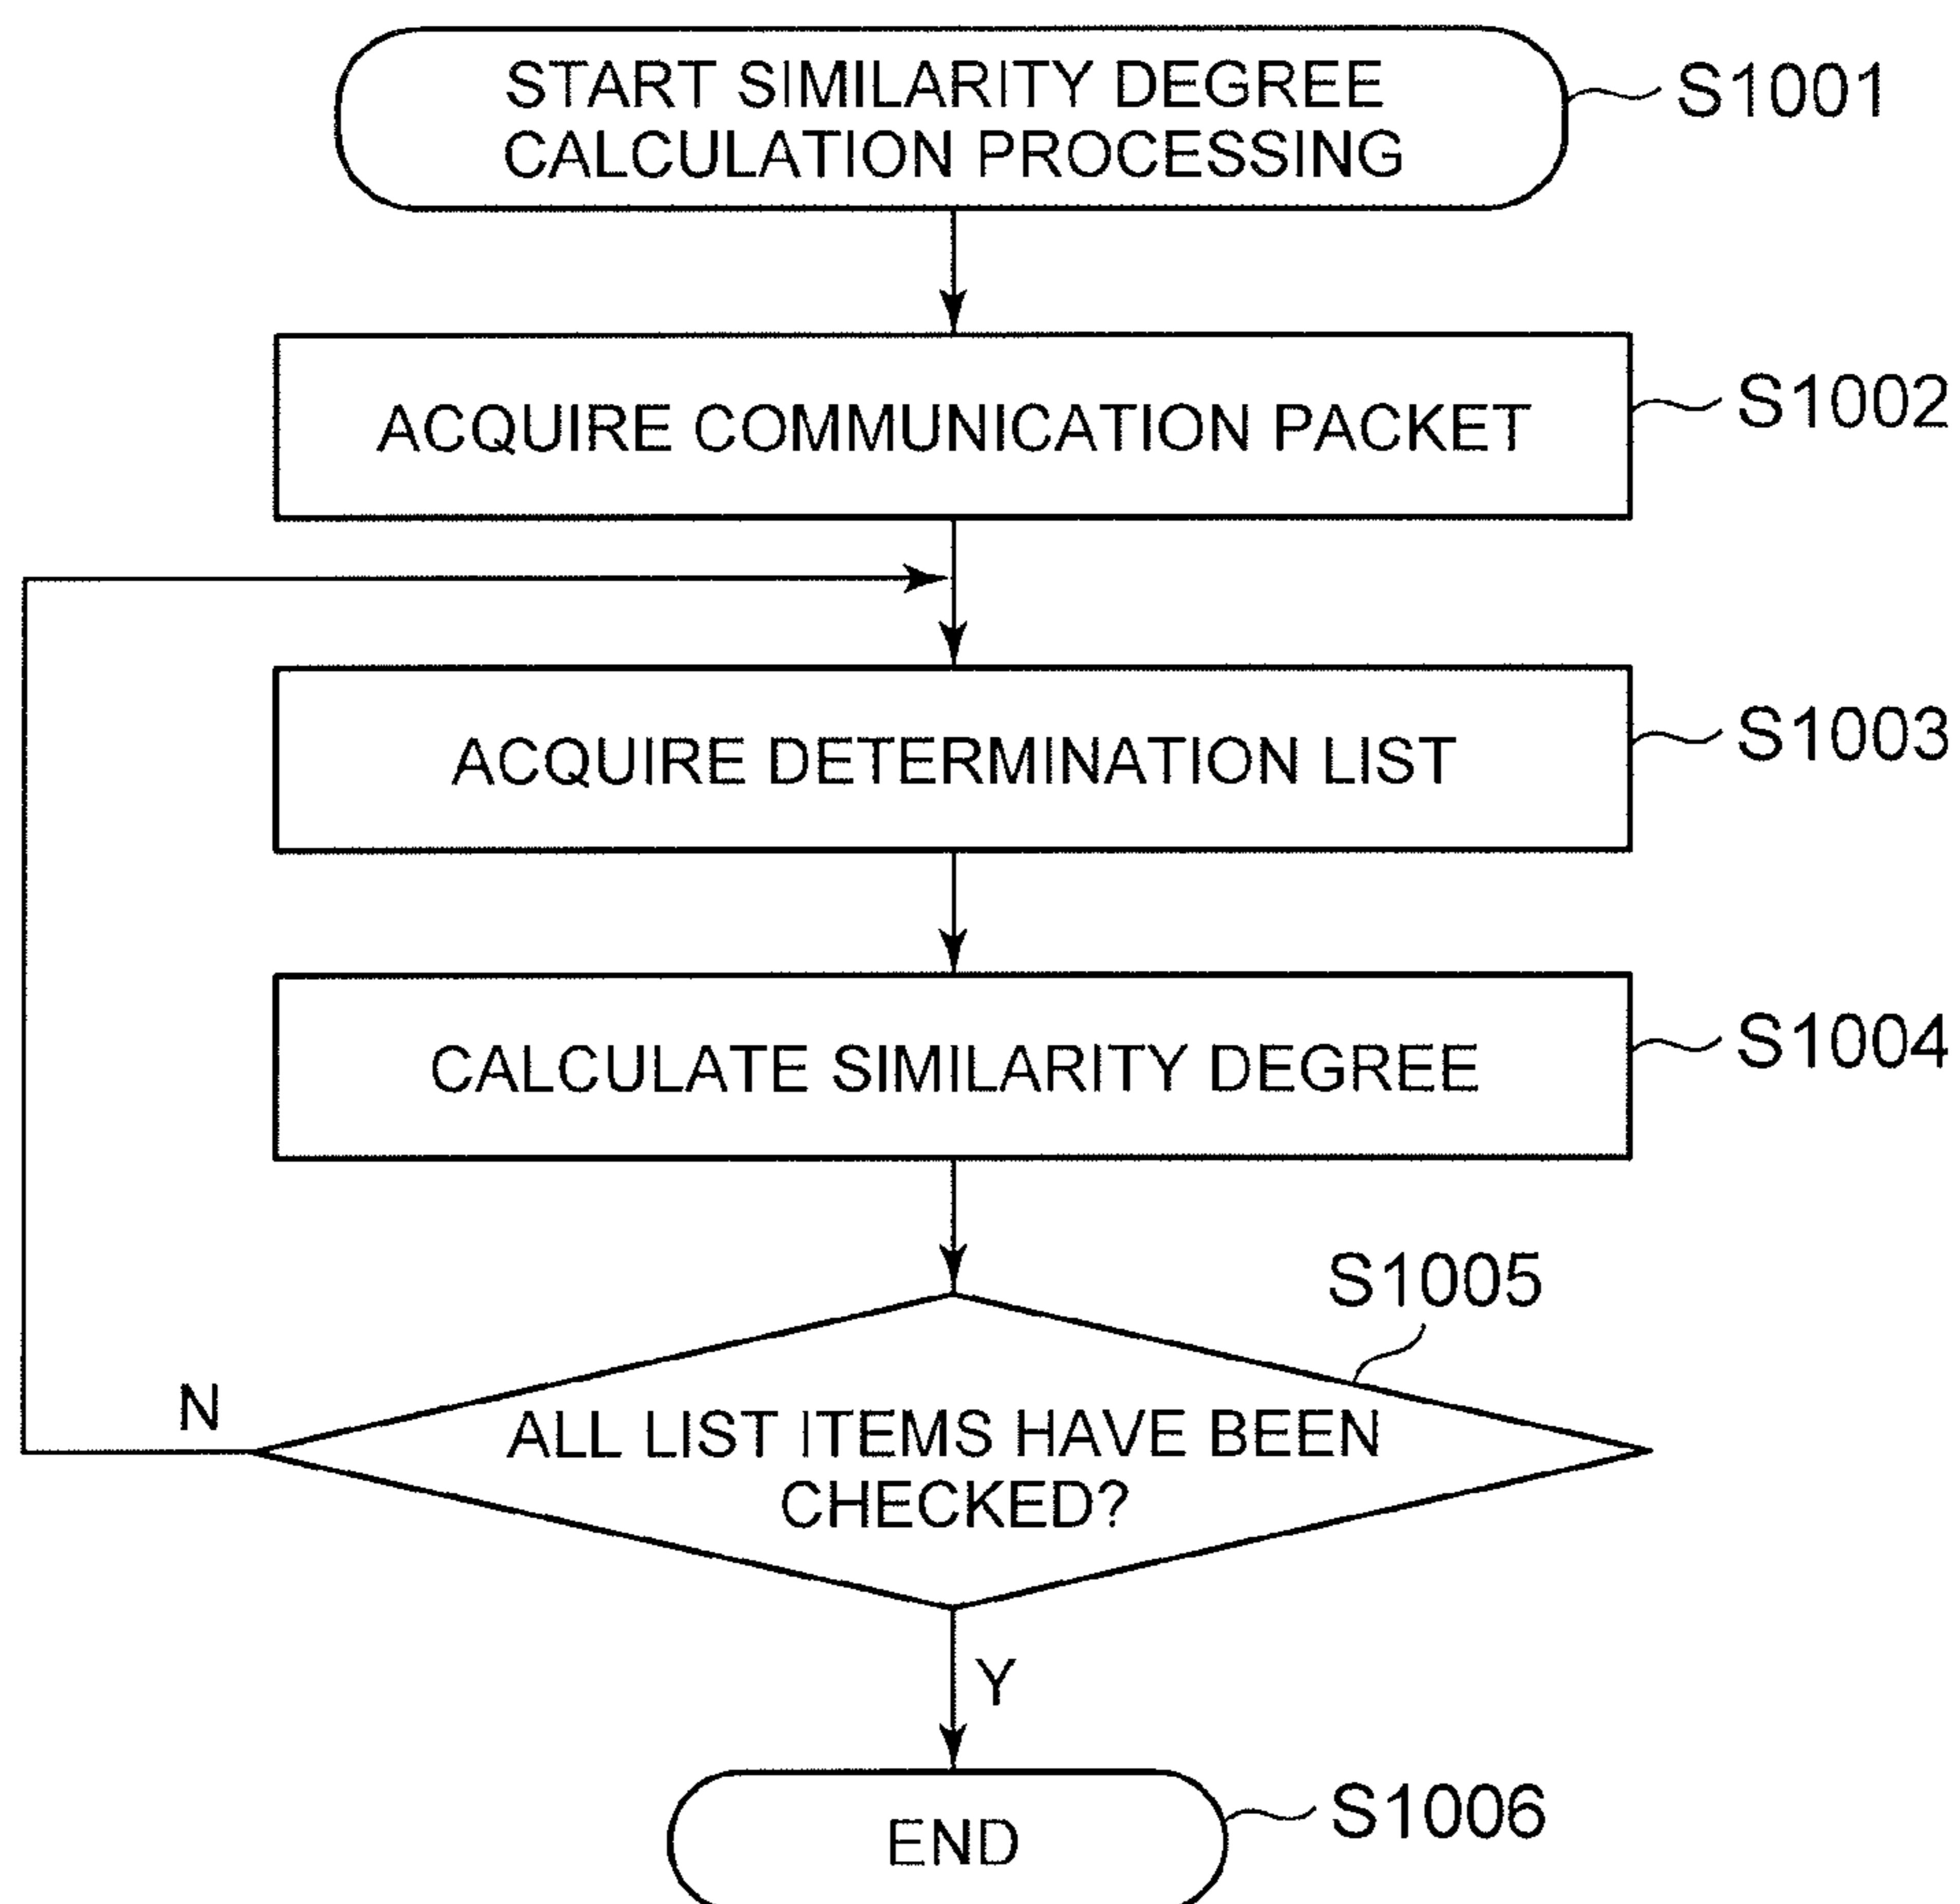 START SIMILARITY DEGREE
CALCULATION PROCESSING
S1001
ACQUIRE COMMUNICATION PACKET
S1002
ACQUIRE DETERMINATION LIST
S1003
CALCULATE SIMILARITY DEGREE
S1004
S1005
N
ALL LIST ITEMS HAVE BEEN
CHECKED?
Y
END
S1006